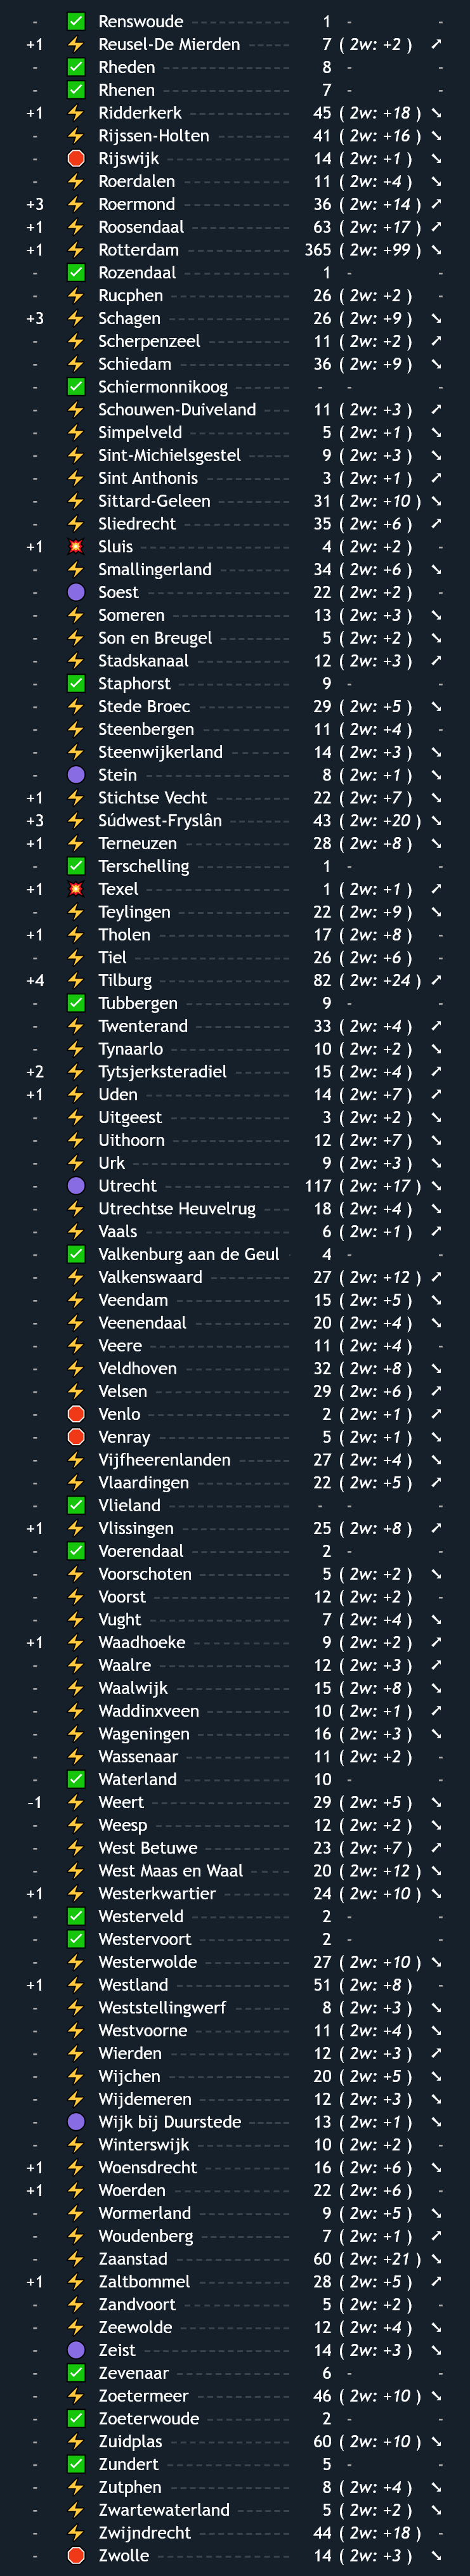 - ✅ Renswoude 1 - -
+1 ⚡ Reusel-De Mierden 7 ( 2w: +2 ) ↗
- ✅ Rheden 8 - -
- ✅ Rhenen 7 - -
+1 ⚡ Ridderkerk 45 ( 2w: +18 ) ↘
- ⚡ Rijssen-Holten 41 ( 2w: +16 ) ↘
- 🛑 Rijswijk 14 ( 2w: +1 ) ↘
- ⚡ Roerdalen 11 ( 2w: +4 ) ↘
+3 ⚡ Roermond 36 ( 2w: +14 ) ↗
+1 ⚡ Roosendaal 63 ( 2w: +17 ) ↗
+1 ⚡ Rotterdam 365 ( 2w: +99 ) ↘
- ✅ Rozendaal 1 - -
- ⚡ Rucphen 26 ( 2w: +2 ) -
+3 ⚡ Schagen 26 ( 2w: +9 ) ↘
- ⚡ Scherpenzeel 11 ( 2w: +2 ) ↗
- ⚡ Schiedam 36 ( 2w: +9 ) ↘
- ✅ Schiermonnikoog - - -
- ⚡ Schouwen-Duiveland 11 ( 2w: +3 ) ↗
- ⚡ Simpelveld 5 ( 2w: +1 ) ↘
- ⚡ Sint-Michielsgestel 9 ( 2w: +3 ) ↘
- ⚡ Sint Anthonis 3 ( 2w: +1 ) ↗
- ⚡ Sittard-Geleen 31 ( 2w: +10 ) ↘
- ⚡ Sliedrecht 35 ( 2w: +6 ) ↗
+1 💥 Sluis 4 ( 2w: +2 ) -
- ⚡ Smallingerland 34 ( 2w: +6 ) ↘
- 🟣 Soest 22 ( 2w: +2 ) -
- ⚡ Someren 13 ( 2w: +3 ) ↘
- ⚡ Son en Breugel 5 ( 2w: +2 ) ↘
- ⚡ Stadskanaal 12 ( 2w: +3 ) ↗
- ✅ Staphorst 9 - -
- ⚡ Stede Broec 29 ( 2w: +5 ) ↘
- ⚡ Steenbergen 11 ( 2w: +4 ) -
- ⚡ Steenwijkerland 14 ( 2w: +3 ) ↘
- 🟣 Stein 8 ( 2w: +1 ) ↘
+1 ⚡ Stichtse Vecht 22 ( 2w: +7 ) ↘
+3 ⚡ Súdwest-Fryslân 43 ( 2w: +20 ) ↘
+1 ⚡ Terneuzen 28 ( 2w: +8 ) ↘
- ✅ Terschelling 1 - -
+1 💥 Texel 1 ( 2w: +1 ) ↗
- ⚡ Teylingen 22 ( 2w: +9 ) ↘
+1 ⚡ Tholen 17 ( 2w: +8 ) -
- ⚡ Tiel 26 ( 2w: +6 ) -
+4 ⚡ Tilburg 82 ( 2w: +24 ) ↗
- ✅ Tubbergen 9 - -
- ⚡ Twenterand 33 ( 2w: +4 ) ↗
- ⚡ Tynaarlo 10 ( 2w: +2 ) ↘
+2 ⚡ Tytsjerksteradiel 15 ( 2w: +4 ) ↗
+1 ⚡ Uden 14 ( 2w: +7 ) ↗
- ⚡ Uitgeest 3 ( 2w: +2 ) ↘
- ⚡ Uithoorn 12 ( 2w: +7 ) ↘
- ⚡ Urk 9 ( 2w: +3 ) ↘
- 🟣 Utrecht 117 ( 2w: +17 ) ↘
- ⚡ Utrechtse Heuvelrug 18 ( 2w: +4 ) ↘
- ⚡ Vaals 6 ( 2w: +1 ) ↗
- ✅ Valkenburg aan de Geul 4 - -
- ⚡ Valkenswaard 27 ( 2w: +12 ) ↗
- ⚡ Veendam 15 ( 2w: +5 ) ↘
- ⚡ Veenendaal 20 ( 2w: +4 ) ↘
- ⚡ Veere 11 ( 2w: +4 ) -
- ⚡ Veldhoven 32 ( 2w: +8 ) ↘
- ⚡ Velsen 29 ( 2w: +6 ) ↗
- 🛑 Venlo 2 ( 2w: +1 ) ↗
- 🛑 Venray 5 ( 2w: +1 ) ↘
- ⚡ Vijfheerenlanden 27 ( 2w: +4 ) ↘
- ⚡ Vlaardingen 22 ( 2w: +5 ) ↗
- ✅ Vlieland - - -
+1 ⚡ Vlissingen 25 ( 2w: +8 ) ↗
- ✅ Voerendaal 2 - -
- ⚡ Voorschoten 5 ( 2w: +2 ) ↘
- ⚡ Voorst 12 ( 2w: +2 ) -
- ⚡ Vught 7 ( 2w: +4 ) ↘
+1 ⚡ Waadhoeke 9 ( 2w: +2 ) ↗
- ⚡ Waalre 12 ( 2w: +3 ) ↗
- ⚡ Waalwijk 15 ( 2w: +8 ) ↘
- ⚡ Waddinxveen 10 ( 2w: +1 ) ↗
- ⚡ Wageningen 16 ( 2w: +3 ) ↘
- ⚡ Wassenaar 11 ( 2w: +2 ) -
- ✅ Waterland 10 - -
-1 ⚡ Weert 29 ( 2w: +5 ) ↘
- ⚡ Weesp 12 ( 2w: +2 ) ↘
- ⚡ West Betuwe 23 ( 2w: +7 ) ↗
- ⚡ West Maas en Waal 20 ( 2w: +12 ) ↘
+1 ⚡ Westerkwartier 24 ( 2w: +10 ) ↘
- ✅ Westerveld 2 - -
- ✅ Westervoort 2 - -
- ⚡ Westerwolde 27 ( 2w: +10 ) ↘
+1 ⚡ Westland 51 ( 2w: +8 ) -
- ⚡ Weststellingwerf 8 ( 2w: +3 ) ↘
- ⚡ Westvoorne 11 ( 2w: +4 ) ↘
- ⚡ Wierden 12 ( 2w: +3 ) ↗
- ⚡ Wijchen 20 ( 2w: +5 ) ↘
- ⚡ Wijdemeren 12 ( 2w: +3 ) ↘
- 🟣 Wijk bij Duurstede 13 ( 2w: +1 ) ↘
- ⚡ Winterswijk 10 ( 2w: +2 ) -
+1 ⚡ Woensdrecht 16 ( 2w: +6 ) ↘
+1 ⚡ Woerden 22 ( 2w: +6 ) -
- ⚡ Wormerland 9 ( 2w: +5 ) ↘
- ⚡ Woudenberg 7 ( 2w: +1 ) ↗
- ⚡ Zaanstad 60 ( 2w: +21 ) ↘
+1 ⚡ Zaltbommel 28 ( 2w: +5 ) ↗
- ⚡ Zandvoort 5 ( 2w: +2 ) -
- ⚡ Zeewolde 12 ( 2w: +4 ) ↘
- 🟣 Zeist 14 ( 2w: +3 ) ↘
- ✅ Zevenaar 6 - -
- ⚡ Zoetermeer 46 ( 2w: +10 ) ↘
- ✅ Zoeterwoude 2 - -
- ⚡ Zuidplas 60 ( 2w: +10 ) ↘
- ✅ Zundert 5 - -
- ⚡ Zutphen 8 ( 2w: +4 ) ↘
- ⚡ Zwartewaterland 5 ( 2w: +2 ) ↘
- ⚡ Zwijndrecht 44 ( 2w: +18 ) -
- 🛑 Zwolle 14 ( 2w: +3 ) ↘